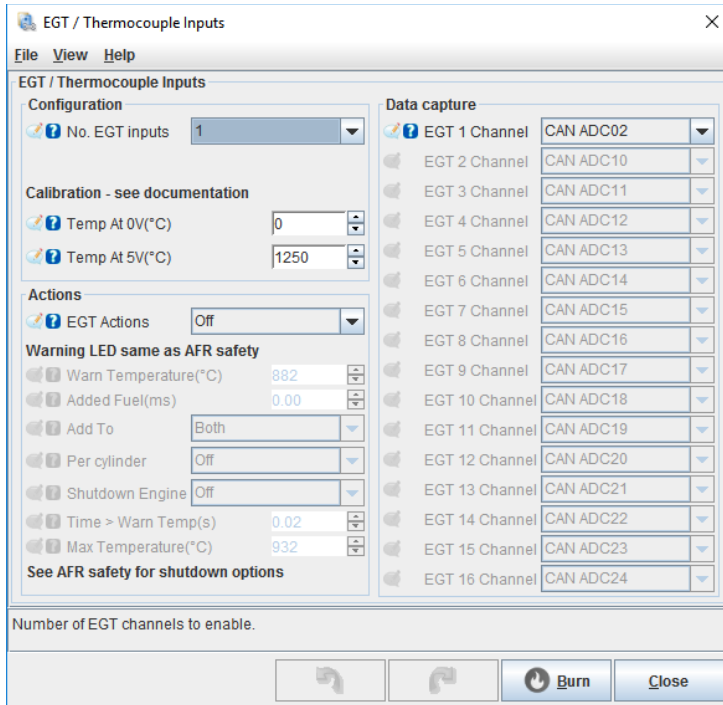 EGT / Thermocouple Inputs
File View Help
EGT / Thermocouple Inputs
Configuration
No. EGT inputs 1
Calibration - see documentation
Temp At 0V(°C) 0
Temp At 5V(°C) 1250
Actions
EGT Actions Off
Warning LED same as AFR safety
Warn Temperature(°C) 882
Added Fuel(ms) 0.00
Add To Both
Per cylinder Off
Shutdown Engine Off
Time > Warn Temp(s) 0.02
Max Temperature(°C) 932
See AFR safety for shutdown options
Data capture
EGT 1 Channel CAN ADC02
EGT 2 Channel CAN ADC10
EGT 3 Channel CAN ADC11
EGT 4 Channel CAN ADC12
EGT 5 Channel CAN ADC13
EGT 6 Channel CAN ADC14
EGT 7 Channel CAN ADC15
EGT 8 Channel CAN ADC16
EGT 9 Channel CAN ADC17
EGT 10 Channel CAN ADC18
EGT 11 Channel CAN ADC19
EGT 12 Channel CAN ADC20
EGT 13 Channel CAN ADC21
EGT 14 Channel CAN ADC22
EGT 15 Channel CAN ADC23
EGT 16 Channel CAN ADC24
Number of EGT channels to enable.
Burn Close